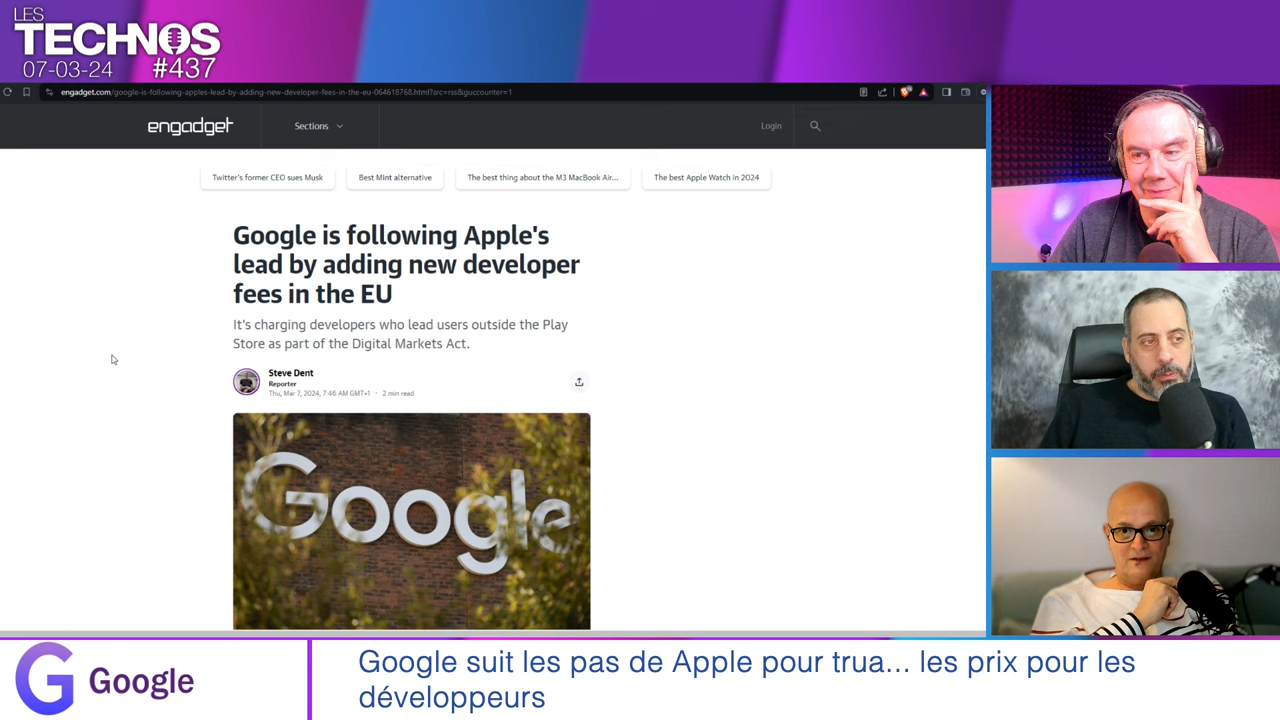 LES
TECHNOS
07-03-24 #437
engadget.com/google-is-following-apples-lead-by-adding-new-developer-fees-in-the-eu-064618768.html?src=rss&guccounter=1
engadget
Sections
Login
Twitter's former CEO sues Musk
Best Mint alternative
The best thing about the M3 MacBook Air...
The best Apple Watch in 2024
Google is following Apple's
lead by adding new developer
fees in the EU
It's charging developers who lead users outside the Play
Store as part of the Digital Markets Act.
Steve Dent
Reporter
Thu, Mar 7, 2024, 7:46 AM GMT+1 · 2 min read
Google
G Google
Google suit les pas de Apple pour trua... les prix pour les
développeurs